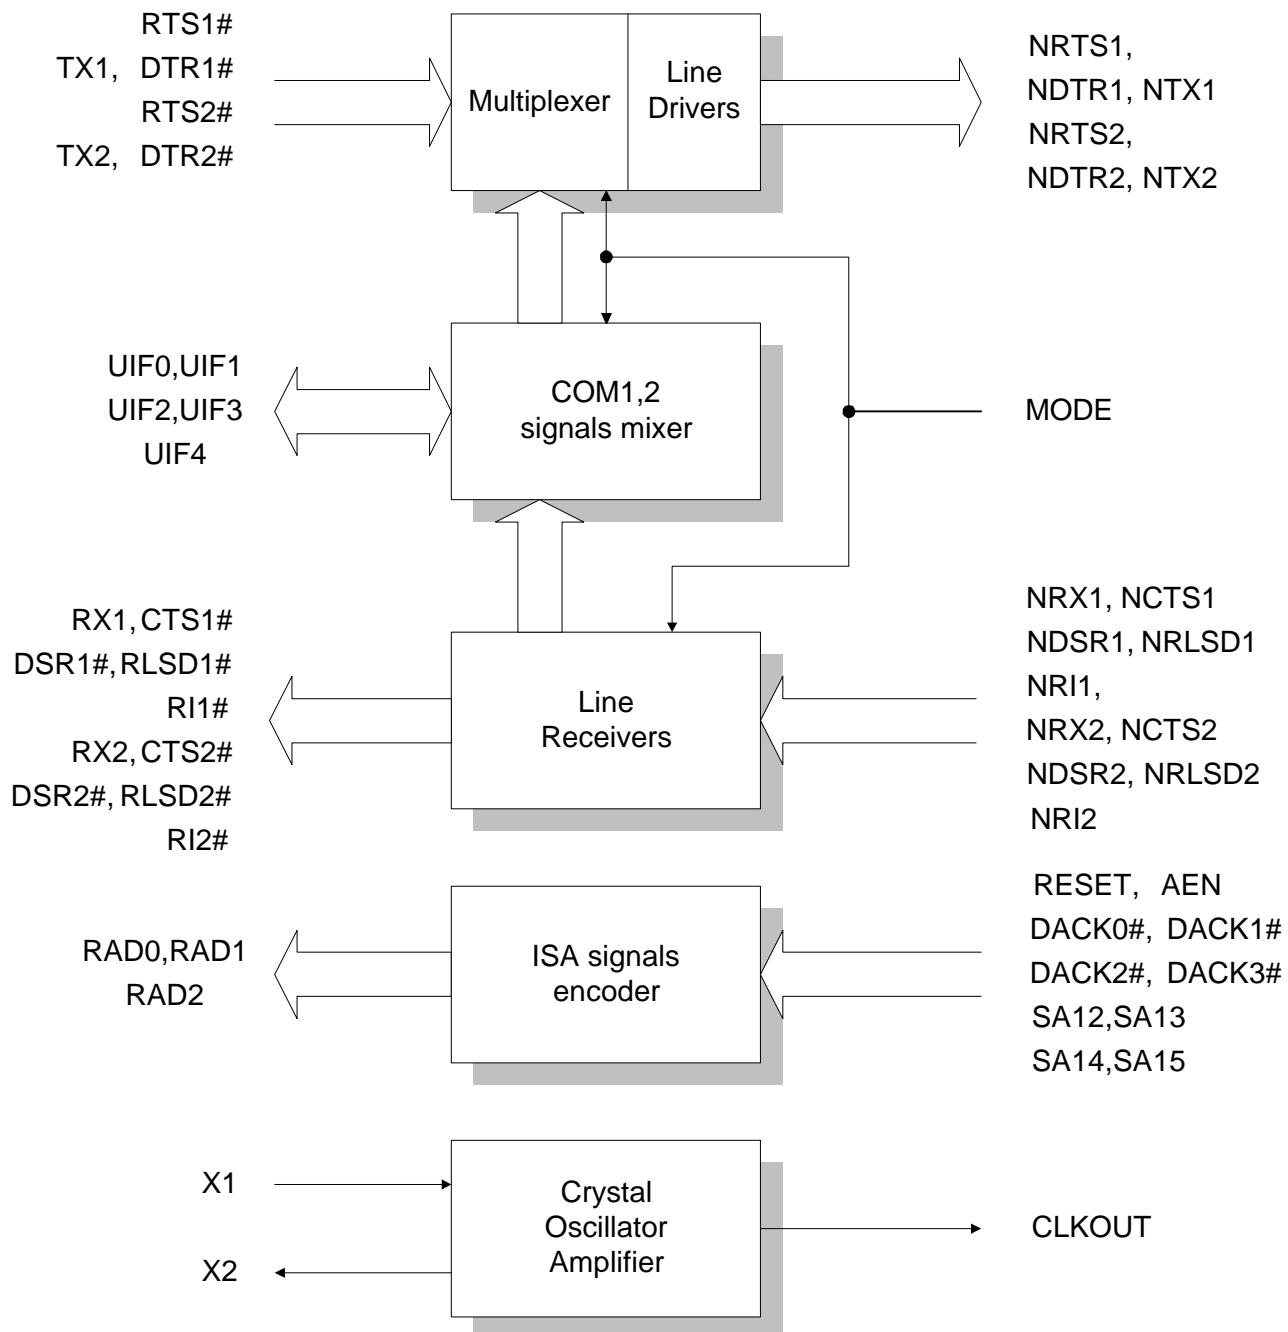 RTS1#
TX1, DTR1#
RTS2#
TX2, DTR2#
Multiplexer
Line
Drivers
NRTS1,
NDTR1, NTX1
NRTS2,
NDTR2, NTX2
UIF0,UIF1
UIF2,UIF3
UIF4
COM1,2
signals mixer
MODE
RX1, CTS1#
DSR1#, RLSD1#
RI1#
RX2, CTS2#
DSR2#, RLSD2#
RI2#
Line
Receivers
NRX1, NCTS1
NDSR1, NRLSD1
NRI1,
NRX2, NCTS2
NDSR2, NRLSD2
NRI2
RAD0,RAD1
RAD2
ISA signals
encoder
RESET, AEN
DACK0#, DACK1#
DACK2#, DACK3#
SA12,SA13
SA14,SA15
X1
X2
Crystal
Oscillator
Amplifier
CLKOUT